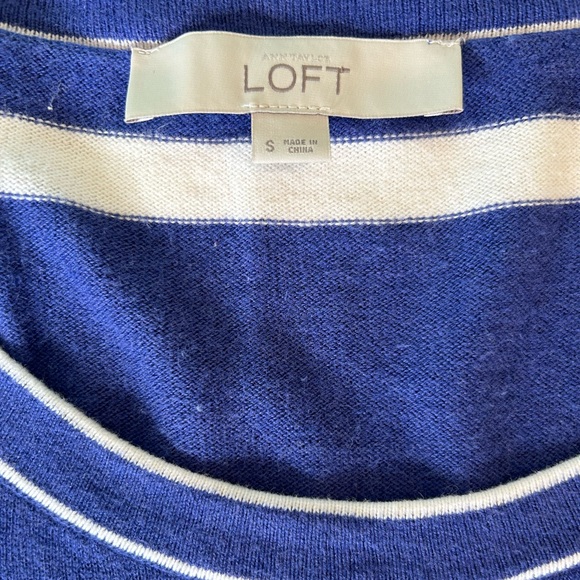 ANN TAYLOR
LOFT
S
MADE IN
CHINA